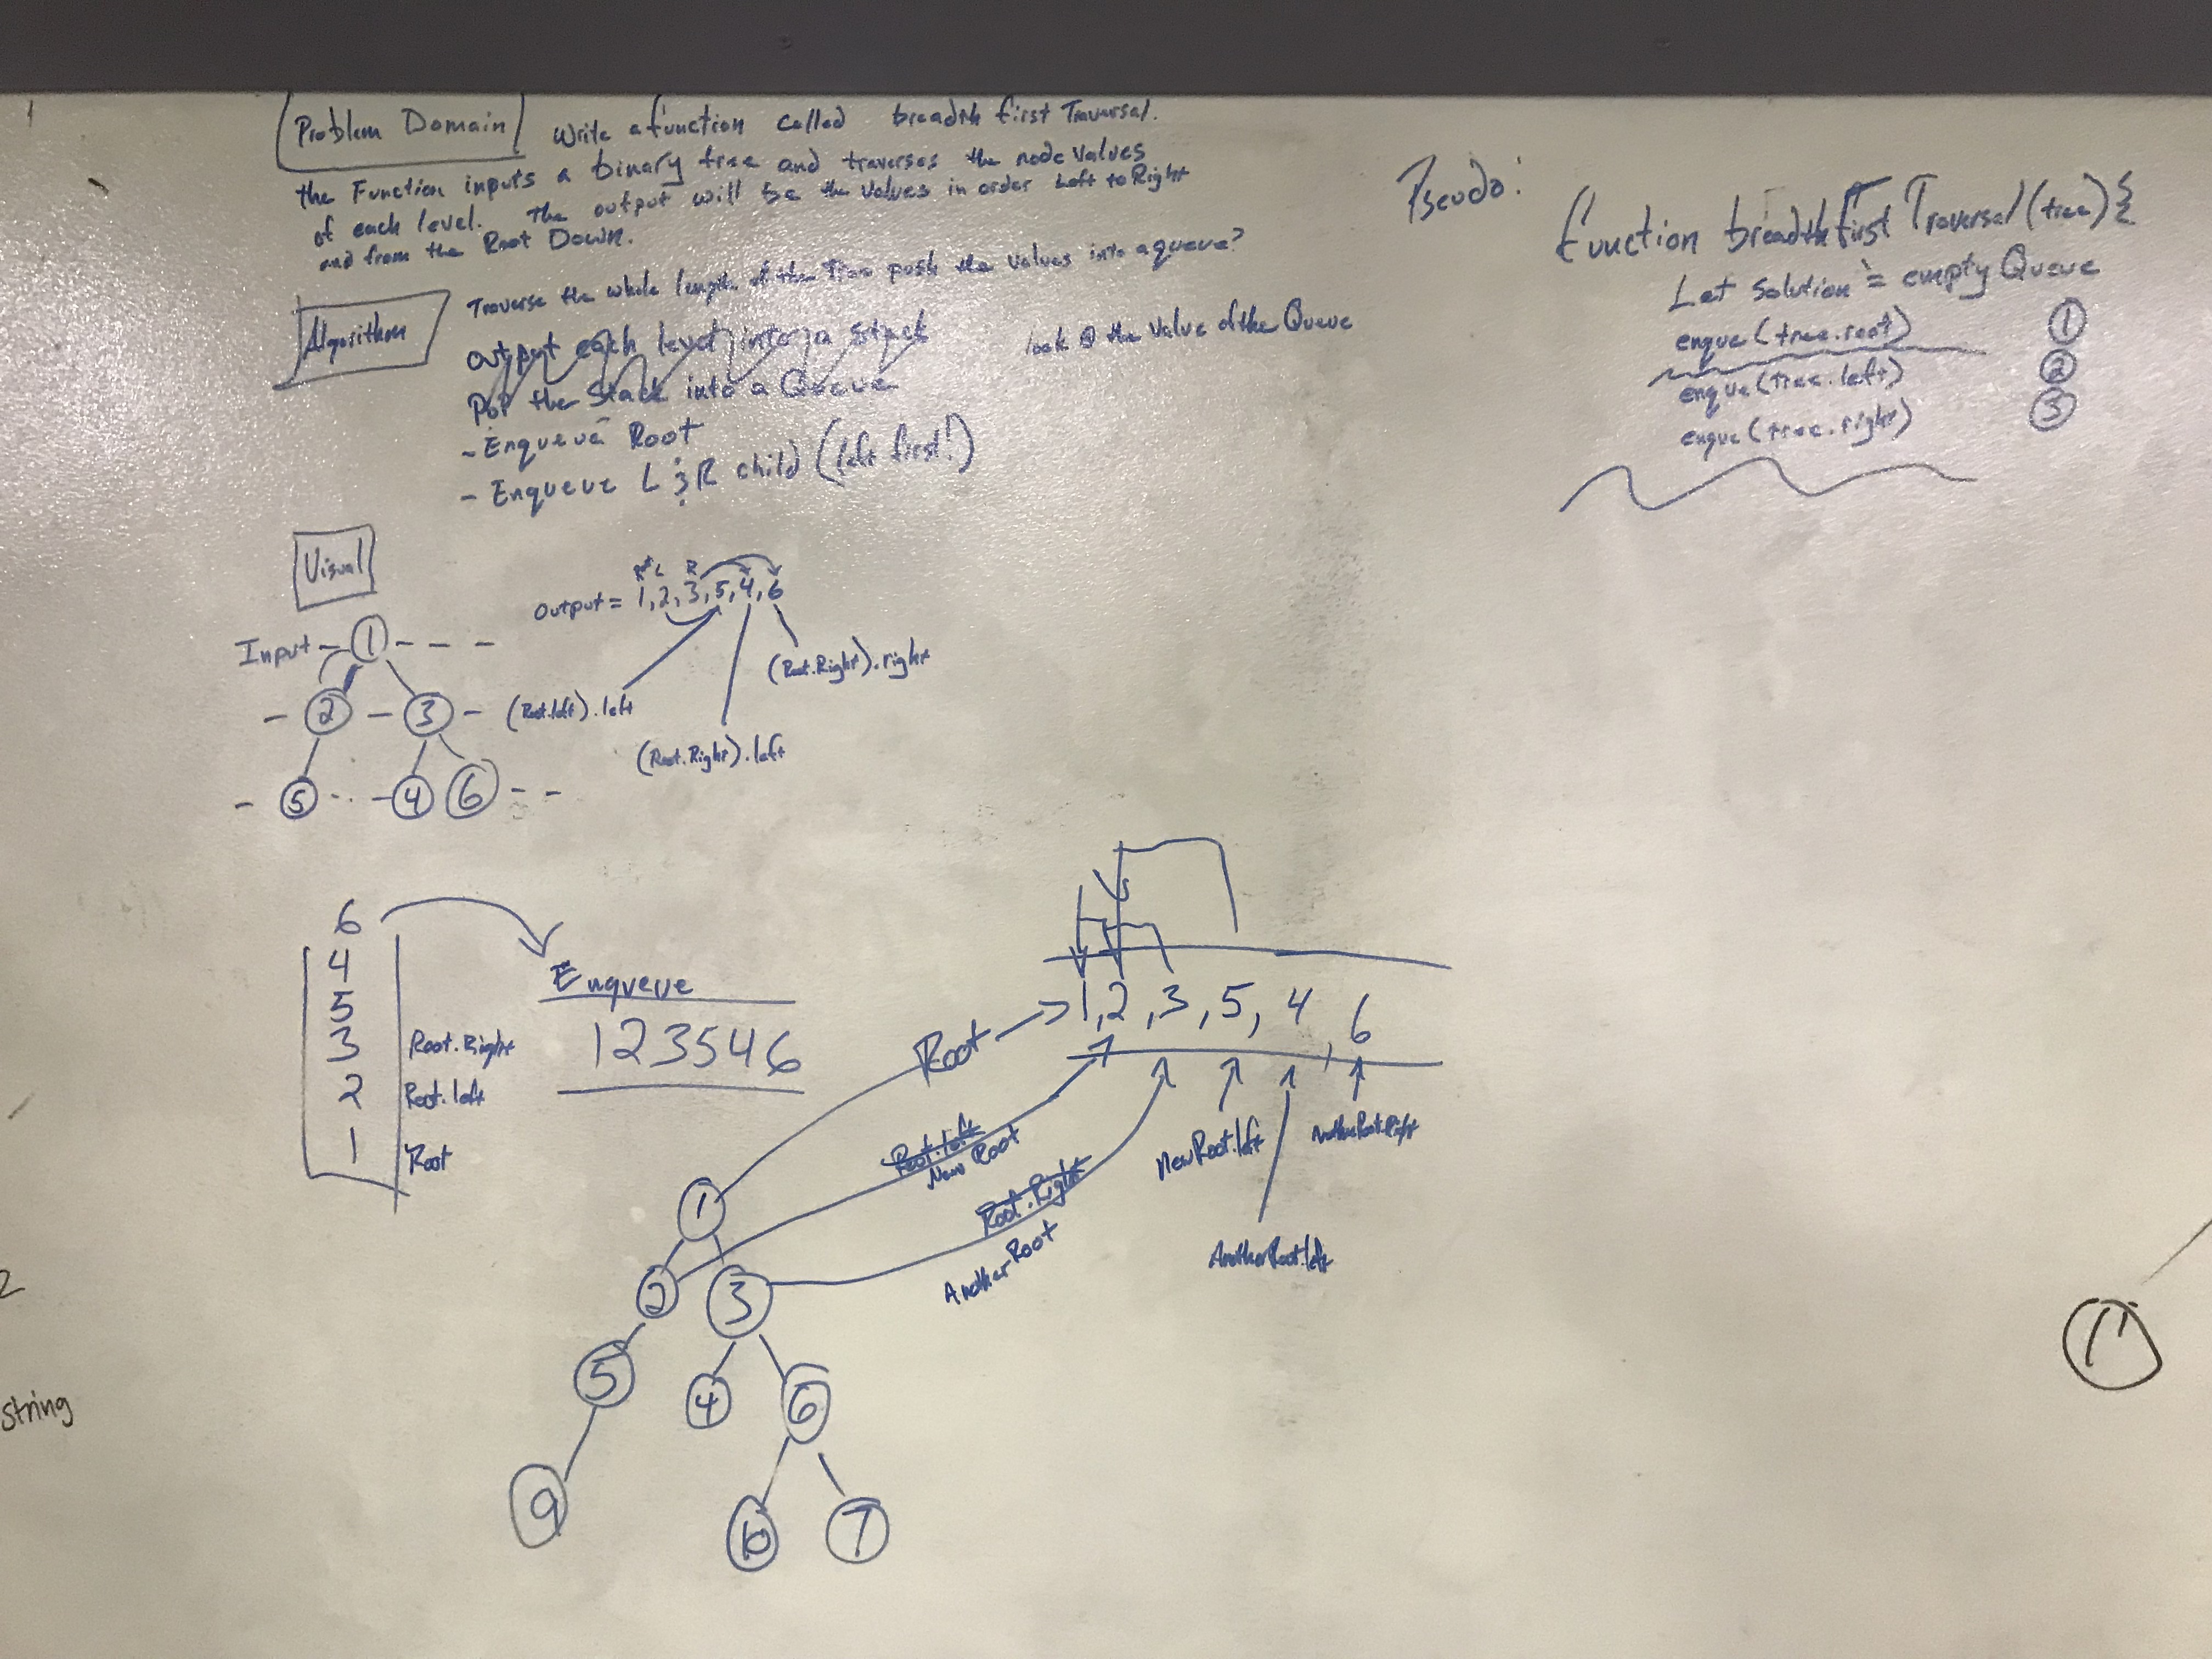 Problem Domain Write a function called breadth first Traversal.
the Function inputs a binary tree and traverses the node values
of each level. The output will be the values in order Left to Right
and from the Root Down.
Algorithm
Traverse the whole length of the Tree push the values into a queue?
output each level into a stack
look @ the value of the Queue
Pop the Stack into a Queue
- Enqueue Root
- Enqueue L & R child (left first!)
Pseudo:
function breadthfirst Traversal (tree) {
Let Solution = empty Queue
enque (tree.root) 1
enque (tree.left) 2
enque (tree.right) 3
Visual
R L R
output = 1, 2, 3, 5, 4, 6
Input 1
2 3
5 4 6
(Root.left).left
(Root.Right).left
(Root.Right).right
6
4
5
3 Root.Right
2 Root.left
1 Root
Enqueue
1 2 3 5 4 6
Root
1, 2, 3, 5, 4, 6
Root.left
New Root
Root.Right
Another Root
NewRoot.left
AnotherRoot.left
AnotherRoot.Right
1
2 3
5 4 6
9 10 7
2
string